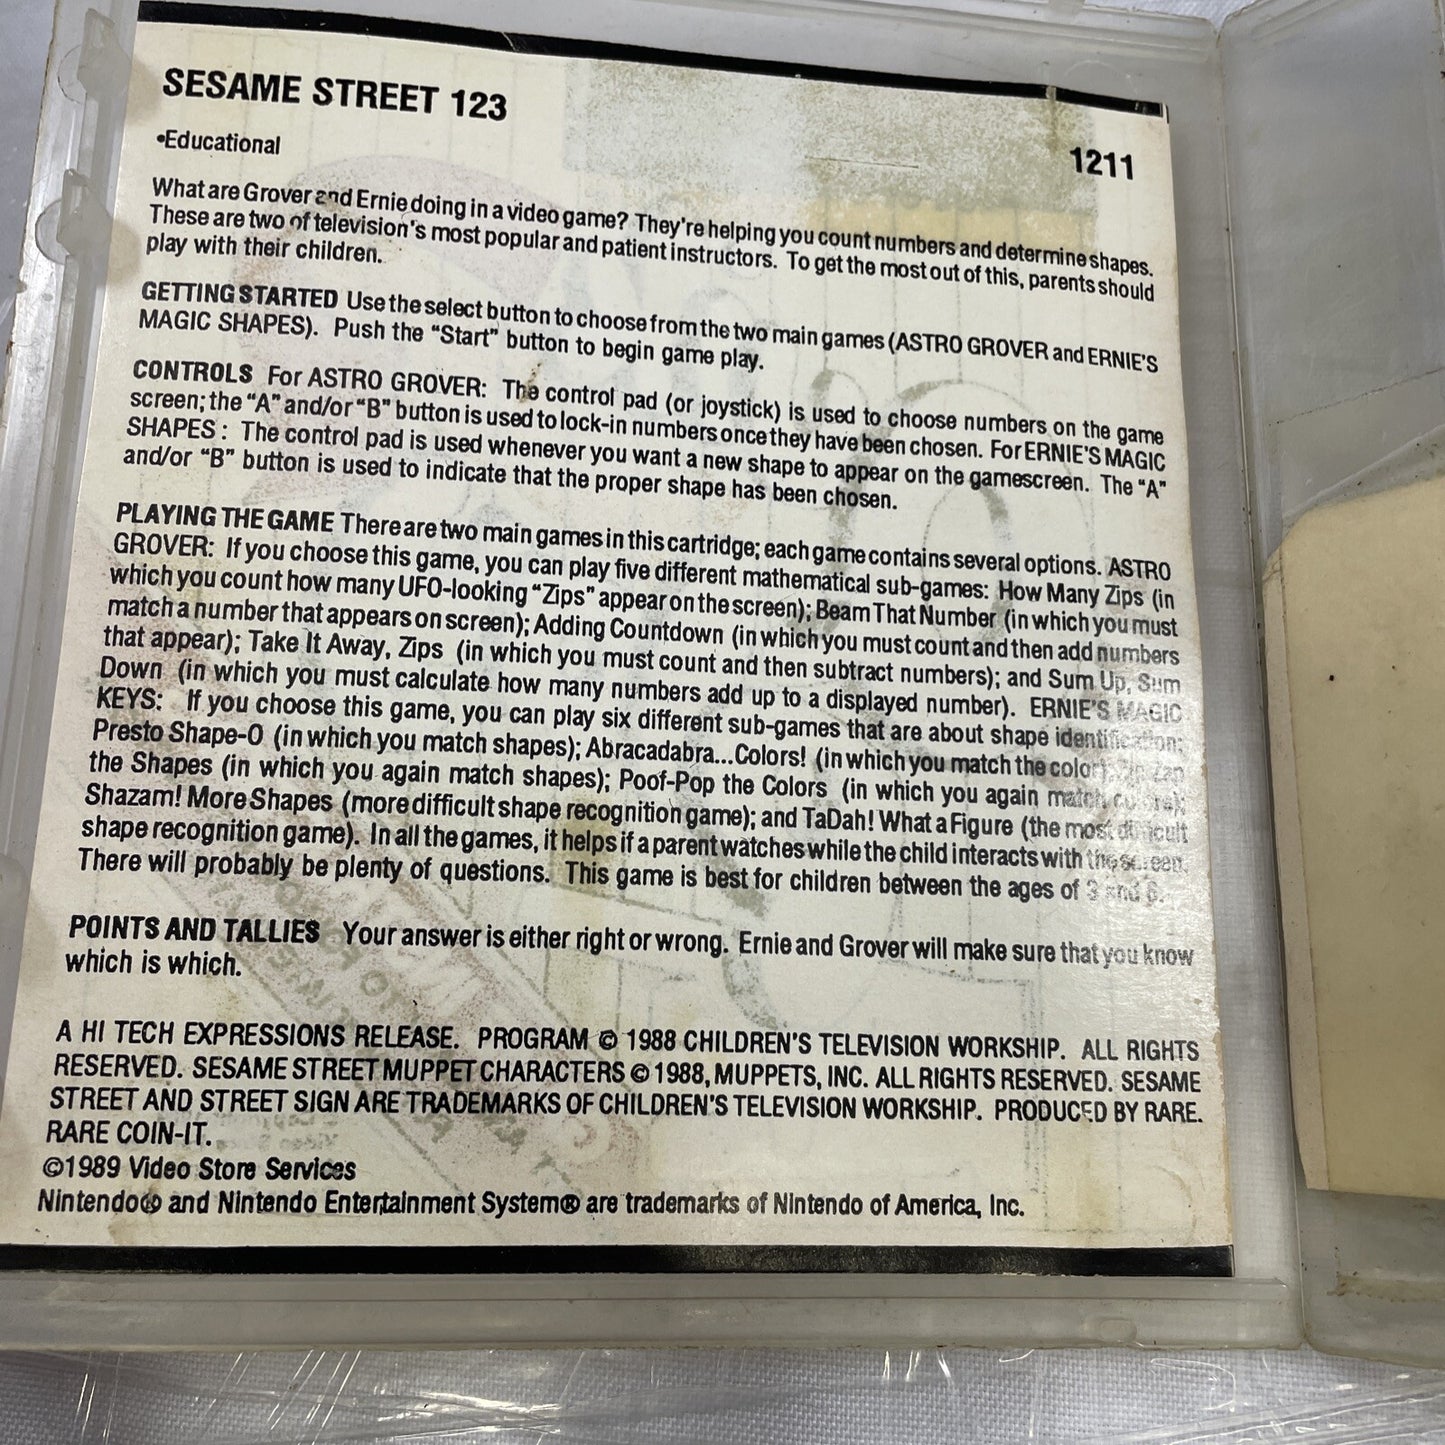 SESAME STREET 123
•Educational
1211
What are Grover and Ernie doing in a video game? They're helping you count numbers and determine shapes.
These are two of television's most popular and patient instructors. To get the most out of this, parents should
play with their children.
GETTING STARTED Use the select button to choose from the two main games (ASTRO GROVER and ERNIE'S
MAGIC SHAPES). Push the "Start" button to begin game play.
CONTROLS For ASTRO GROVER: The control pad (or joystick) is used to choose numbers on the game
screen; the "A" and/or "B" button is used to lock-in numbers once they have been chosen. For ERNIE'S MAGIC
SHAPES : The control pad is used whenever you want a new shape to appear on the gamescreen. The "A"
and/or "B" button is used to indicate that the proper shape has been chosen.
PLAYING THE GAME There are two main games in this cartridge; each game contains several options. ASTRO
GROVER: If you choose this game, you can play five different mathematical sub-games: How Many Zips (in
which you count how many UFO-looking "Zips" appear on the screen); Beam That Number (in which you must
match a number that appears on screen); Adding Countdown (in which you must count and then add numbers
that appear); Take It Away, Zips (in which you must count and then subtract numbers); and Sum Up, Sum
Down (in which you must calculate how many numbers add up to a displayed number). ERNIE'S MAGIC
KEYS: If you choose this game, you can play six different sub-games that are about shape identification:
Presto Shape-O (in which you match shapes); Abracadabra...Colors! (in which you match the color); Zip Zap
the Shapes (in which you again match shapes); Poof-Pop the Colors (in which you again match colors);
Shazam! More Shapes (more difficult shape recognition game); and TaDah! What a Figure (the most difficult
shape recognition game). In all the games, it helps if a parent watches while the child interacts with the screen.
There will probably be plenty of questions. This game is best for children between the ages of 3 and 6.
POINTS AND TALLIES Your answer is either right or wrong. Ernie and Grover will make sure that you know
which is which.
A HI TECH EXPRESSIONS RELEASE. PROGRAM © 1988 CHILDREN'S TELEVISION WORKSHIP. ALL RIGHTS
RESERVED. SESAME STREET MUPPET CHARACTERS © 1988, MUPPETS, INC. ALL RIGHTS RESERVED. SESAME
STREET AND STREET SIGN ARE TRADEMARKS OF CHILDREN'S TELEVISION WORKSHIP. PRODUCED BY RARE.
RARE COIN-IT.
©1989 Video Store Services
Nintendo® and Nintendo Entertainment System® are trademarks of Nintendo of America, Inc.